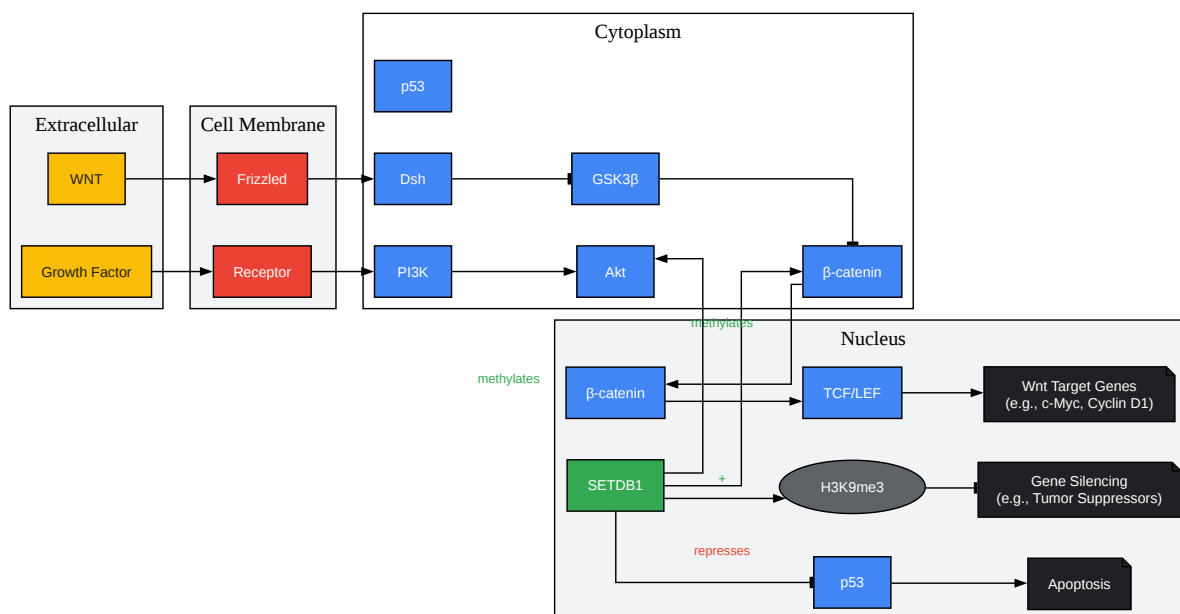 Cytoplasm
p53
Extracellular
Cell Membrane
WNT
Frizzled
Dsh
GSK3β
Growth Factor
Receptor
PI3K
Akt
β-catenin
methylates
Nucleus
methylates
β-catenin
TCF/LEF
Wnt Target Genes
(e.g., c-Myc, Cyclin D1)
SETDB1
+
H3K9me3
Gene Silencing
(e.g., Tumor Suppressors)
represses
p53
Apoptosis